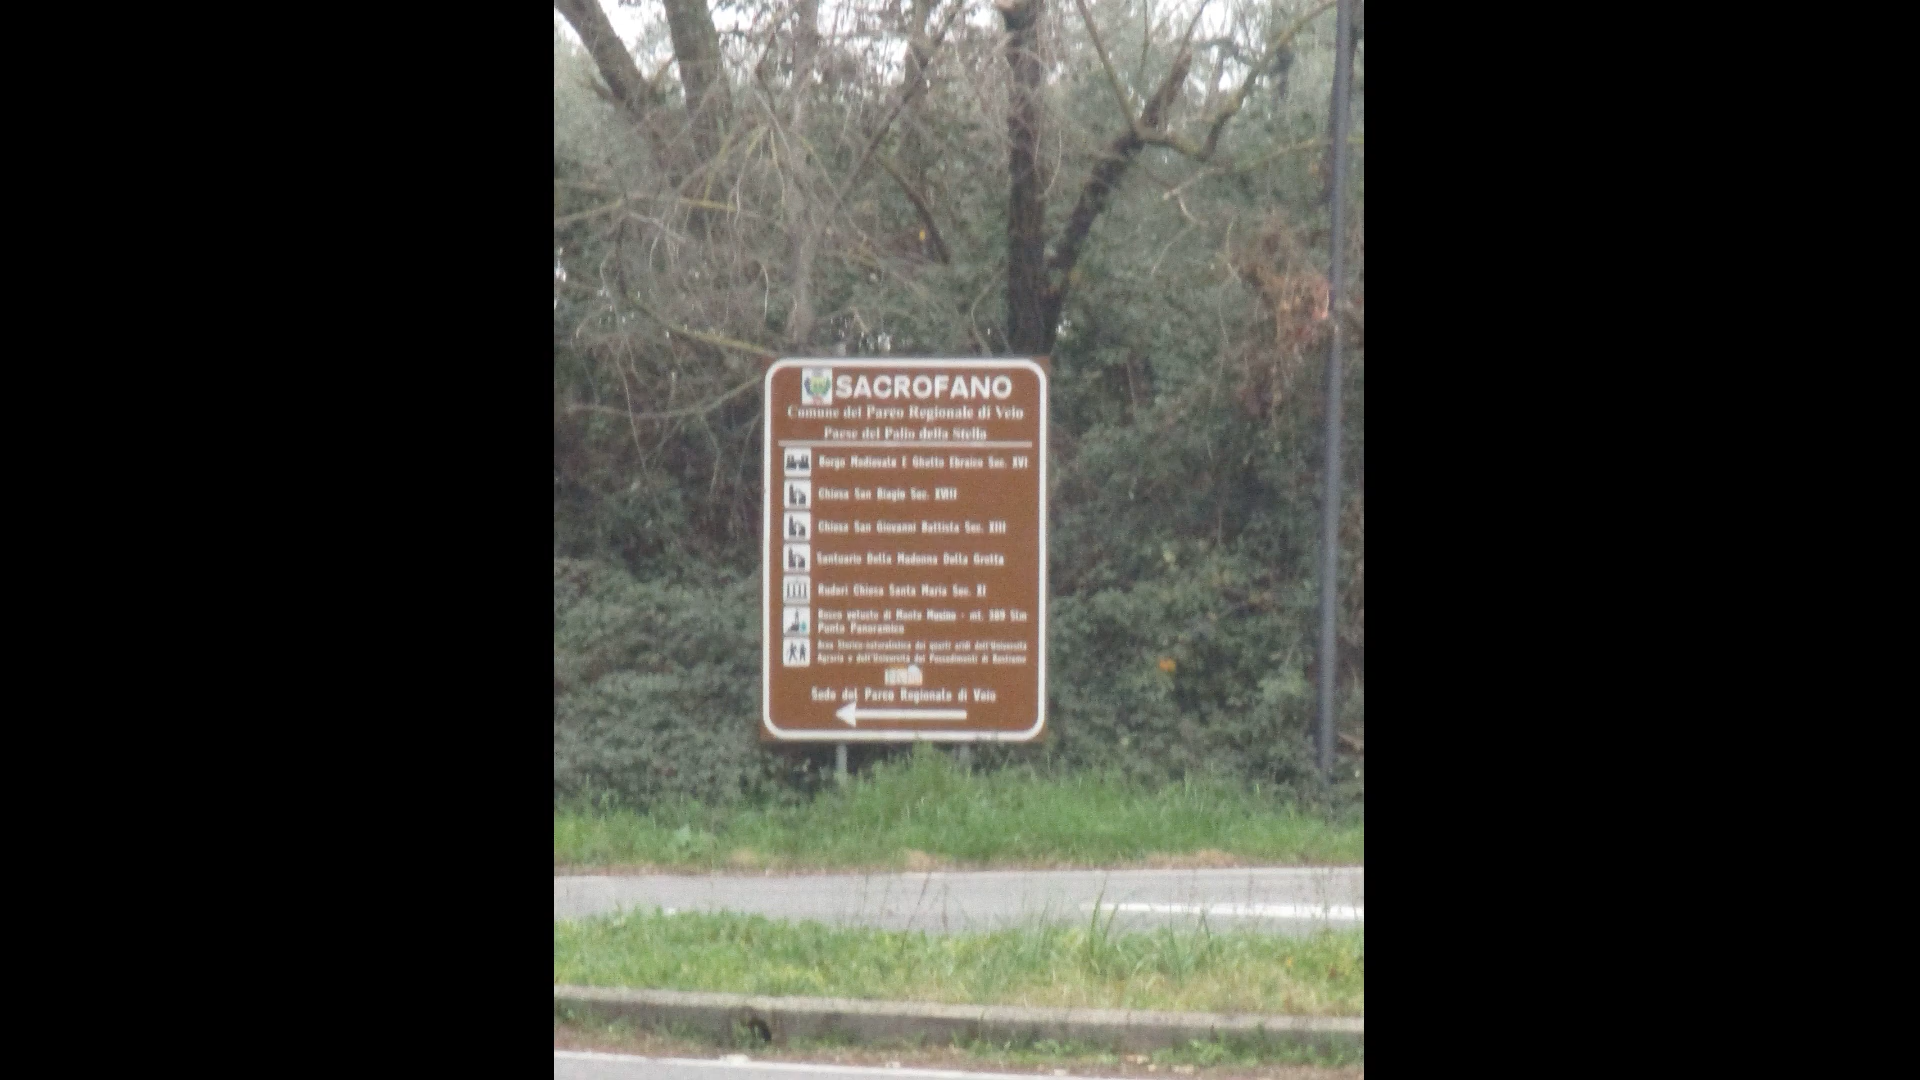 SACROFANO
Comune del Parco Regionale di Veio
Paese del Palio della Stella
Borgo Medievale E Ghetto Ebraico Sec. XVI
Chiesa San Biagio Sec. XVIII
Chiesa San Giovanni Battista Sec. XIII
Santuario Della Madonna Della Grotta
Ruderi Chiesa Santa Maria Sec. XI
Bosco vetusto di Monte Musino - mt. 369 Slm
Punto Panoramico
Area Storico-naturalistica dei quarti aridi dell'Università
Agraria e dell'Università dei Possedimenti di Bestiame
Sede del Parco Regionale di Veio